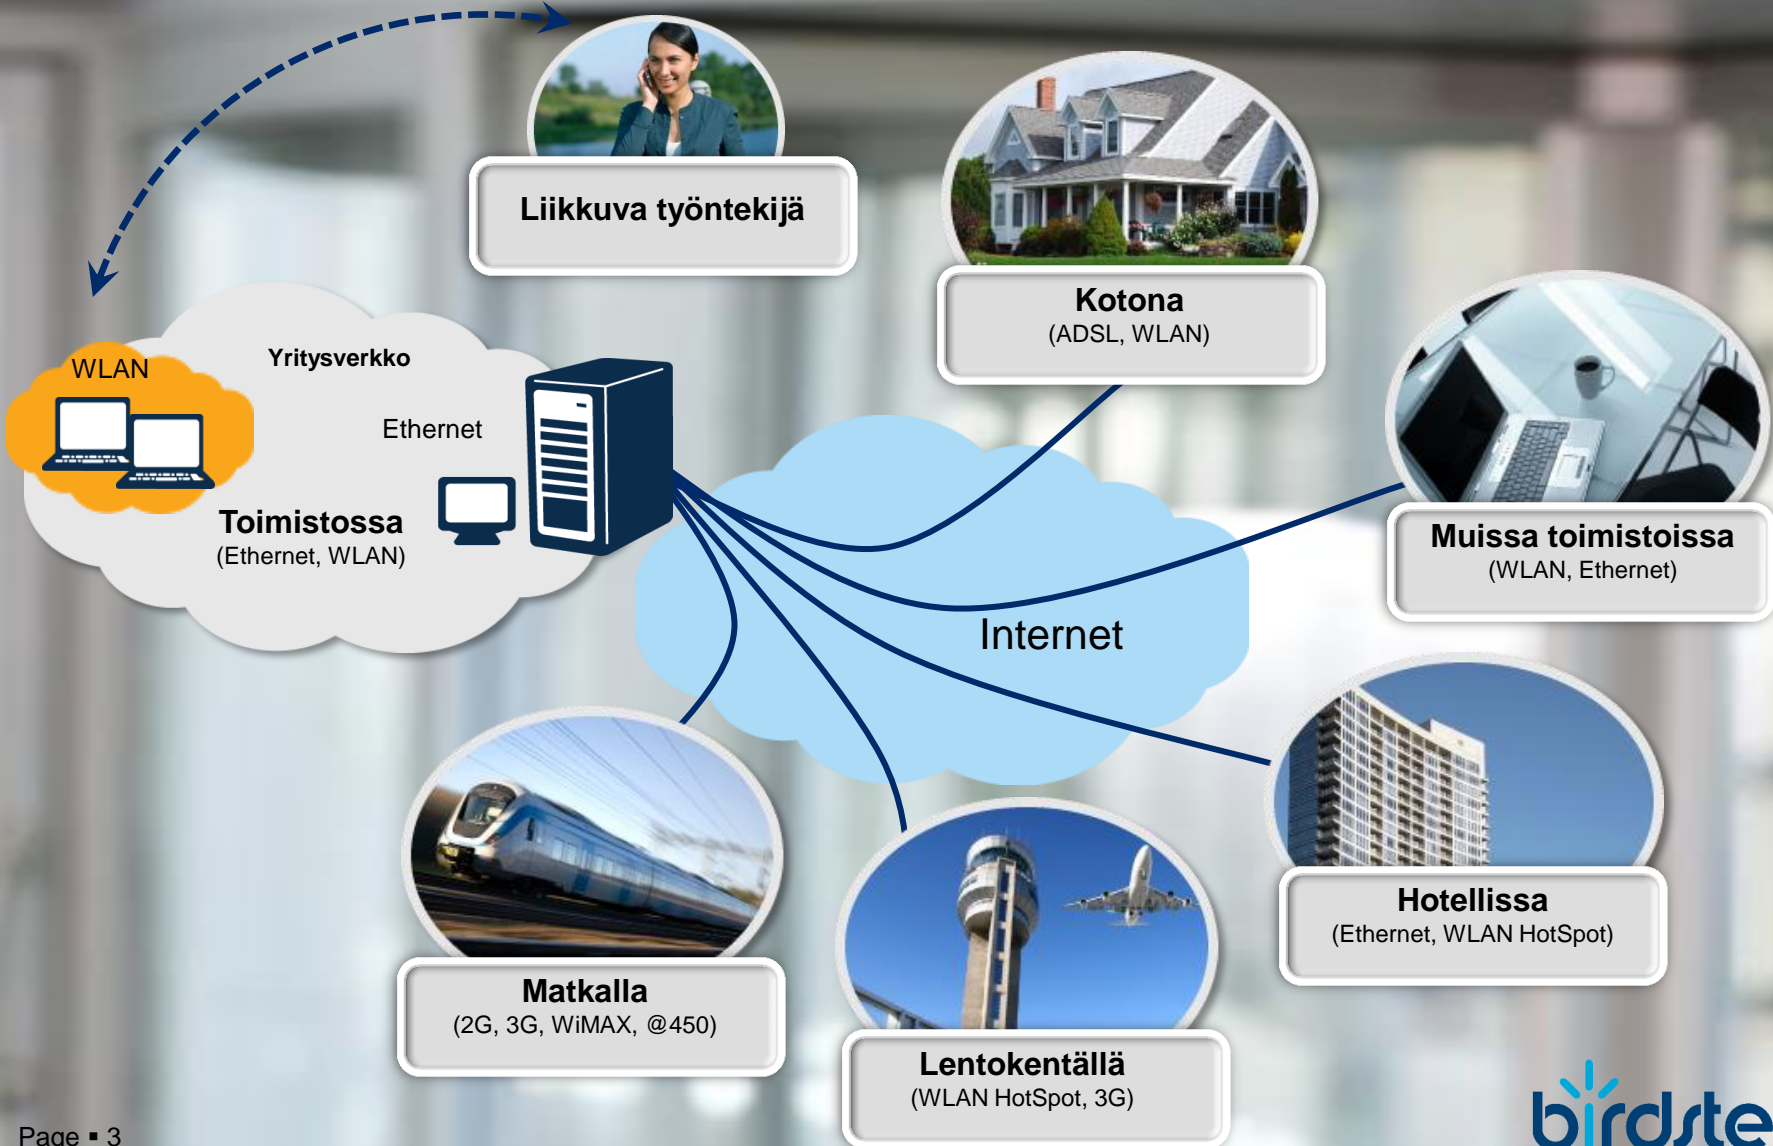 Liikkuva työntekijä
Kotona
(ADSL, WLAN)
WLAN
Yritysverkko
Ethernet
Toimistossa
(Ethernet, WLAN)
Muissa toimistoissa
(WLAN, Ethernet)
Internet
Hotellissa
(Ethernet, WLAN HotSpot)
Matkalla
(2G, 3G, WiMAX, @450)
Lentokentällä
(WLAN HotSpot, 3G)
birdste
Page ▪ 3